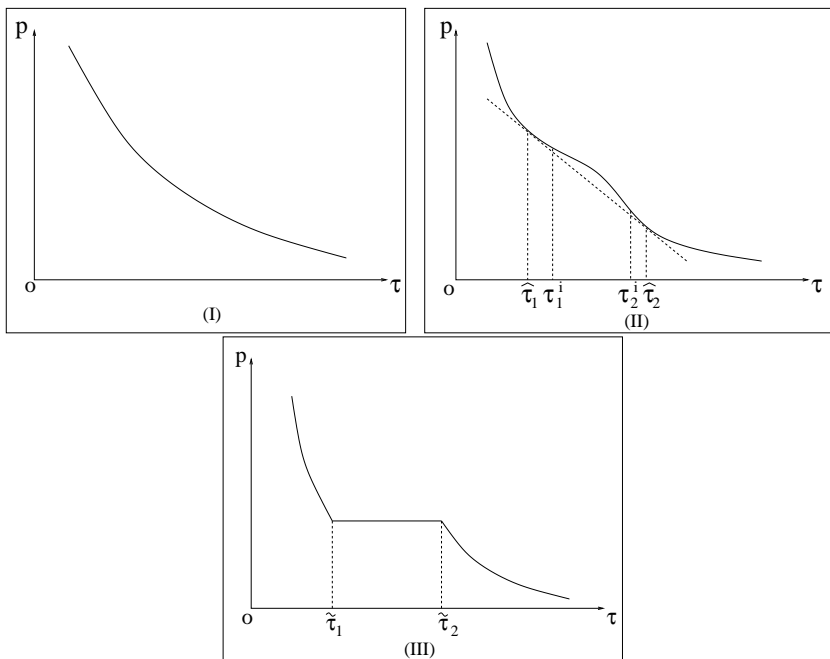 p
o
τ
(I)
p
o
τ̂₁ τ₁ⁱ τ₂ⁱ τ̂₂
τ
(II)
p
o
τ̃₁ τ̃₂
τ
(III)